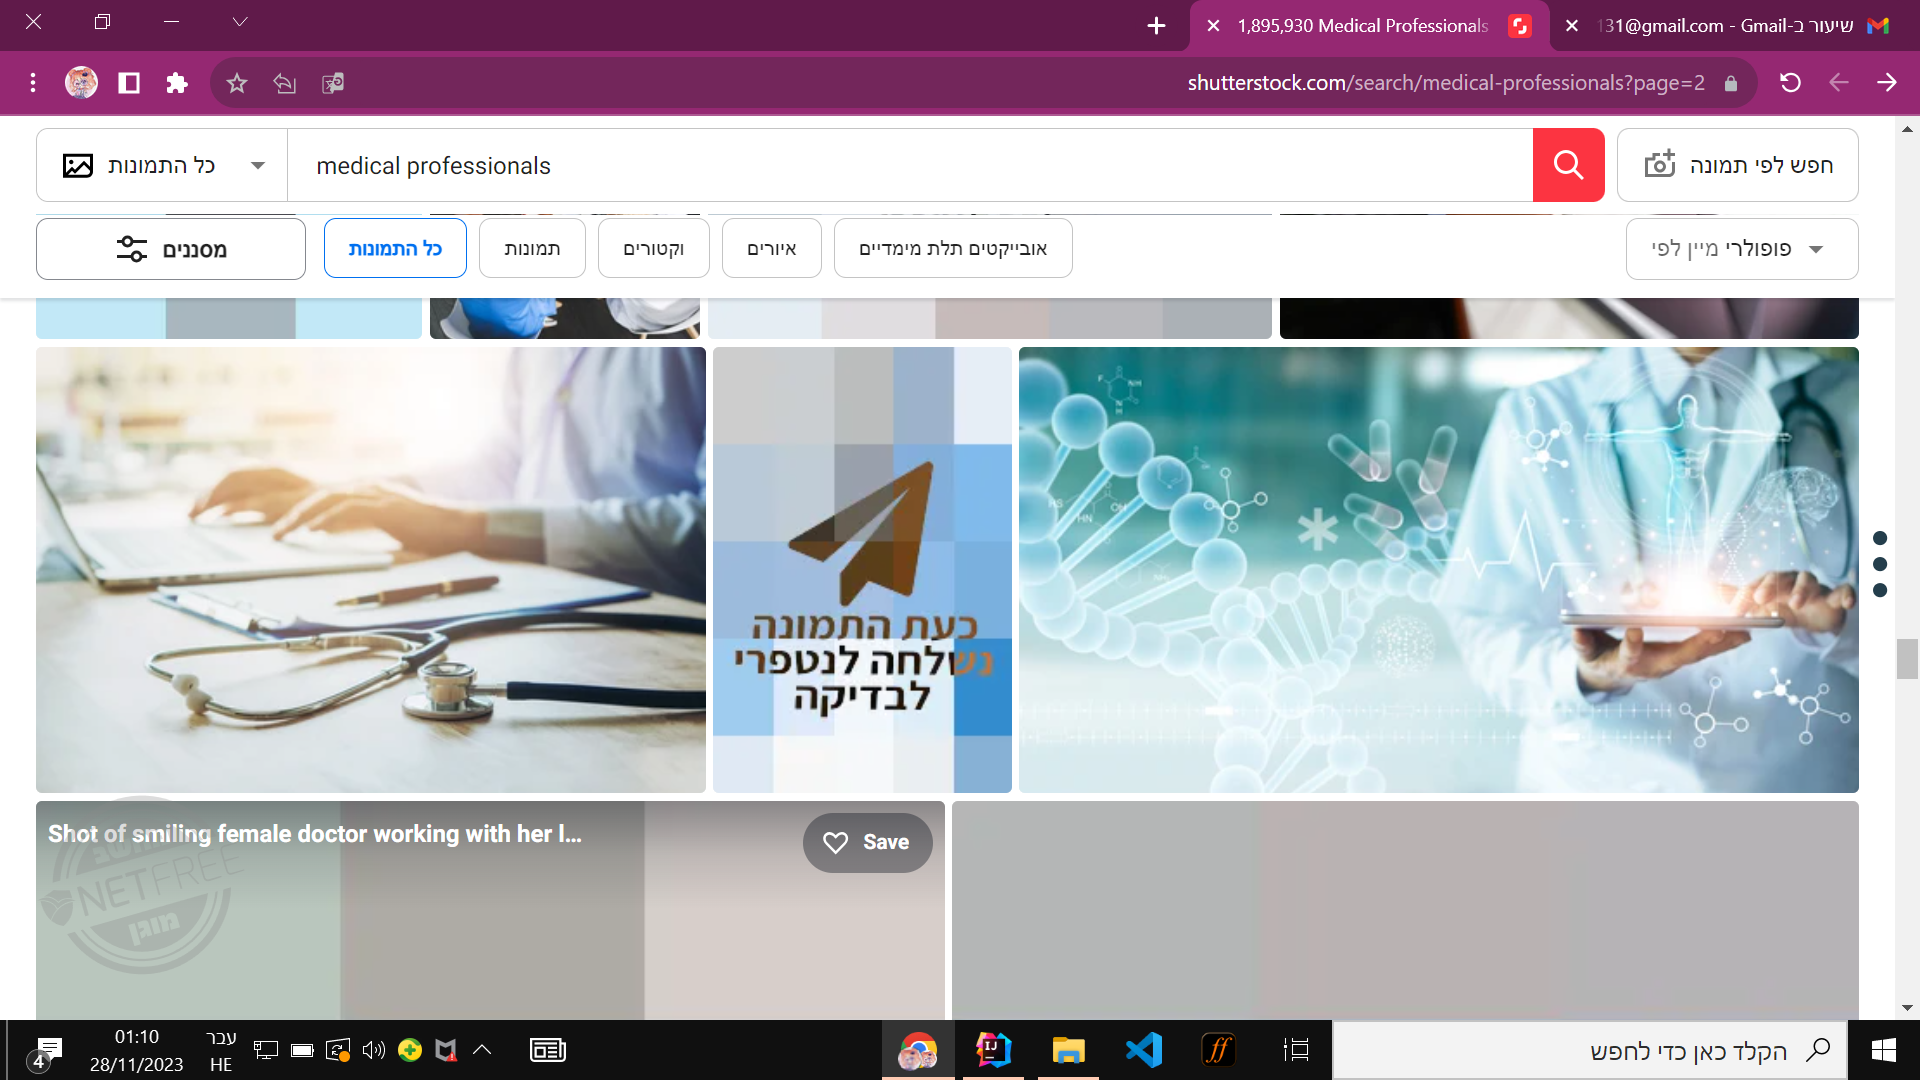 1,895,930 Medical Professionals
131@gmail.com - Gmail-שיעור ב
shutterstock.com/search/medical-professionals?page=2
כל התמונות
medical professionals
חפש לפי תמונה
מסננים
כל התמונות
תמונות
וקטורים
איורים
אובייקטים תלת מימדיים
מיין לפי פופולרי
כעת התמונה
נשלחה לנטפרי
לבדיקה
Shot of smiling female doctor working with her l...
Save
NETFREE
מוגן
4
01:10
28/11/2023
עבר
HE
IJ
ff
הקלד כאן כדי לחפש